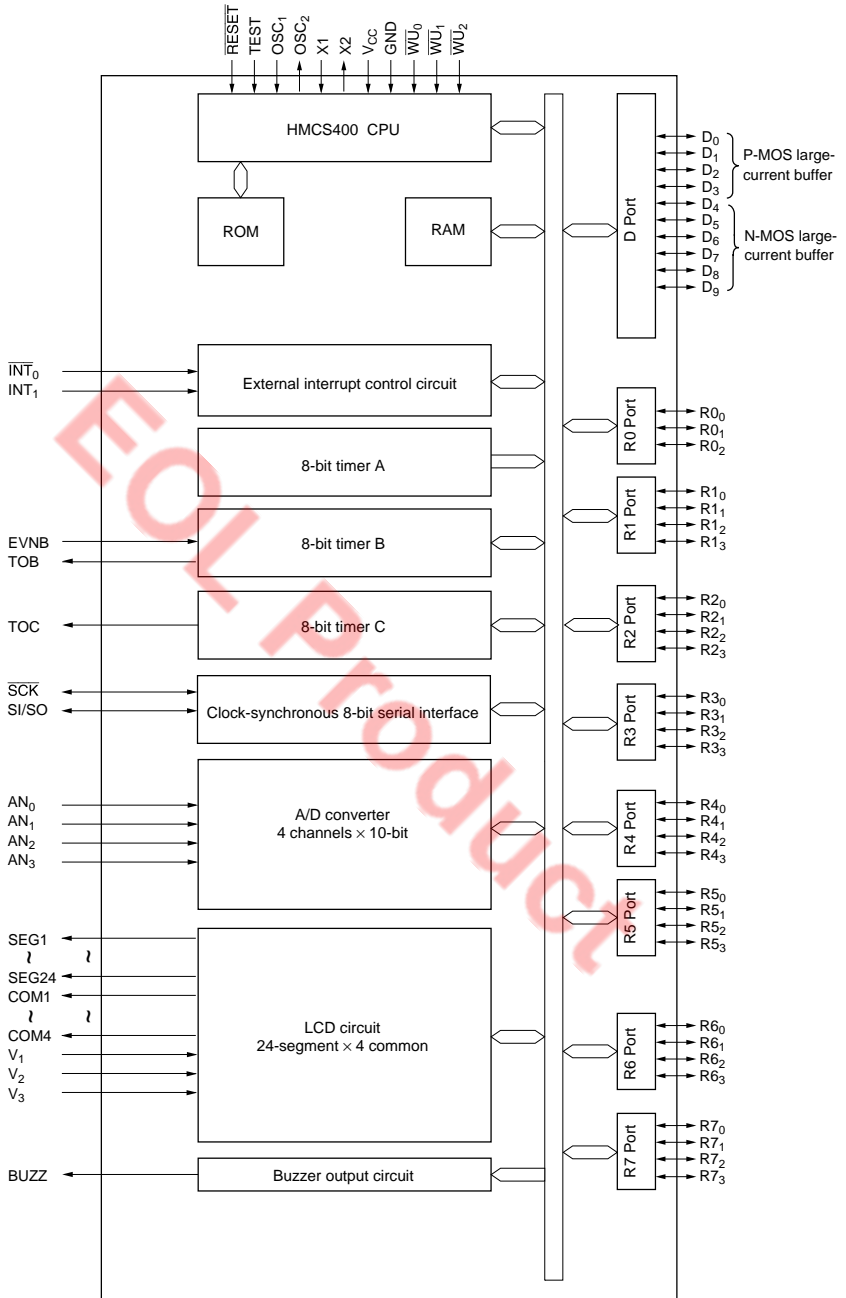 RESET
TEST
OSC₁
OSC₂
X1
X2
VCC
GND
WU₀
WU₁
WU₂
HMCS400 CPU
ROM
RAM
D Port
D₀
D₁
D₂
D₃
D₄
D₅
D₆
D₇
D₈
D₉
P-MOS large-
current buffer
N-MOS large-
current buffer
INT₀
INT₁
External interrupt control circuit
8-bit timer A
EVNB
TOB
8-bit timer B
TOC
8-bit timer C
SCK
SI/SO
Clock-synchronous 8-bit serial interface
AN₀
AN₁
AN₂
AN₃
A/D converter
4 channels × 10-bit
SEG1
~
~
SEG24
COM1
~
~
COM4
V₁
V₂
V₃
LCD circuit
24-segment × 4 common
BUZZ
Buzzer output circuit
R0 Port
R0₀
R0₁
R0₂
R1 Port
R1₀
R1₁
R1₂
R1₃
R2 Port
R2₀
R2₁
R2₂
R2₃
R3 Port
R3₀
R3₁
R3₂
R3₃
R4 Port
R4₀
R4₁
R4₂
R4₃
R5 Port
R5₀
R5₁
R5₂
R5₃
R6 Port
R6₀
R6₁
R6₂
R6₃
R7 Port
R7₀
R7₁
R7₂
R7₃
EOL Product